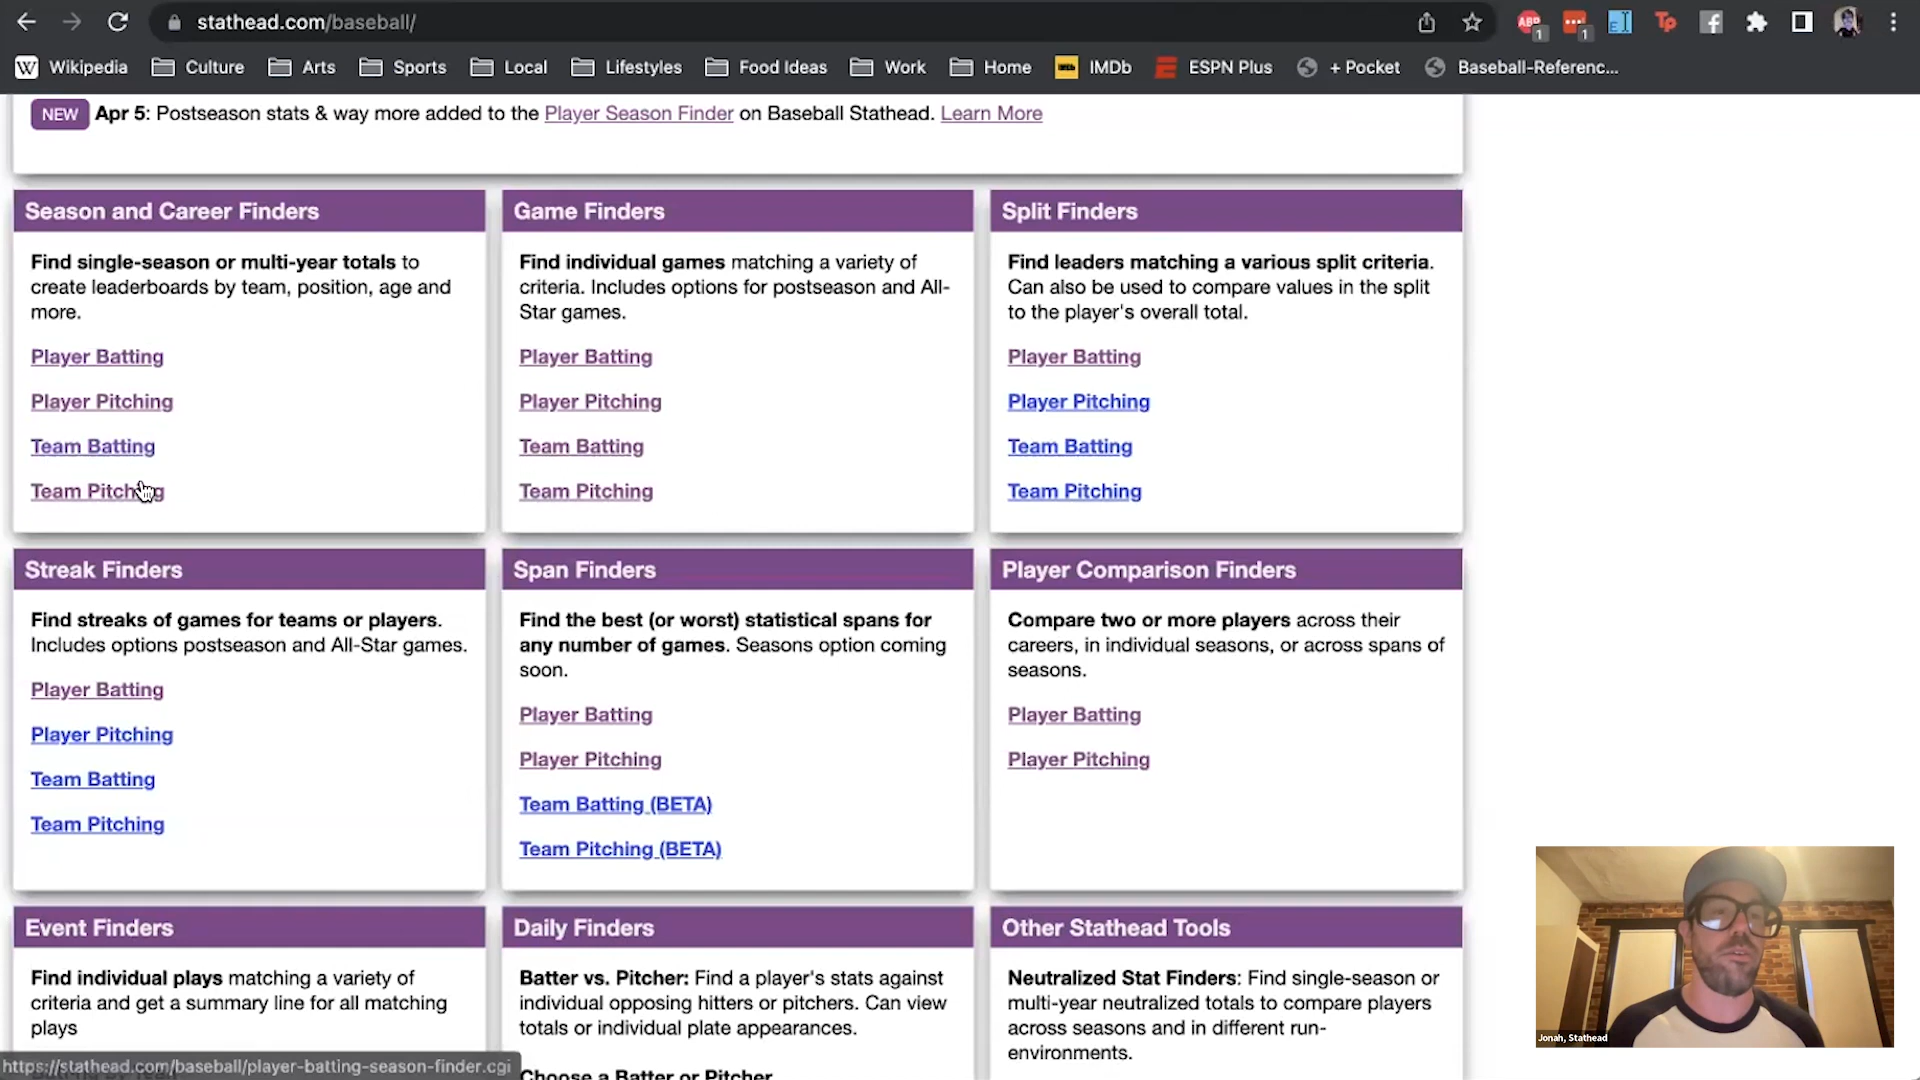 stathead.com/baseball/
Wikipedia Culture Arts Sports Local Lifestyles Food Ideas Work Home IMDb ESPN Plus + Pocket Baseball-Referenc...
NEW Apr 5: Postseason stats & way more added to the Player Season Finder on Baseball Stathead. Learn More
Season and Career Finders
Find single-season or multi-year totals to
create leaderboards by team, position, age and
more.
Player Batting
Player Pitching
Team Batting
Team Pitching
Game Finders
Find individual games matching a variety of
criteria. Includes options for postseason and All-
Star games.
Player Batting
Player Pitching
Team Batting
Team Pitching
Split Finders
Find leaders matching a various split criteria.
Can also be used to compare values in the split
to the player's overall total.
Player Batting
Player Pitching
Team Batting
Team Pitching
Streak Finders
Find streaks of games for teams or players.
Includes options postseason and All-Star games.
Player Batting
Player Pitching
Team Batting
Team Pitching
Span Finders
Find the best (or worst) statistical spans for
any number of games. Seasons option coming
soon.
Player Batting
Player Pitching
Team Batting (BETA)
Team Pitching (BETA)
Player Comparison Finders
Compare two or more players across their
careers, in individual seasons, or across spans of
seasons.
Player Batting
Player Pitching
Event Finders
Find individual plays matching a variety of
criteria and get a summary line for all matching
plays
Daily Finders
Batter vs. Pitcher: Find a player's stats against
individual opposing hitters or pitchers. Can view
totals or individual plate appearances.
Choose a Batter or Pitcher
Other Stathead Tools
Neutralized Stat Finders: Find single-season or
multi-year neutralized totals to compare players
across seasons and in different run-
environments.
https://stathead.com/baseball/player-batting-season-finder.cgi
Jonah, Stathead